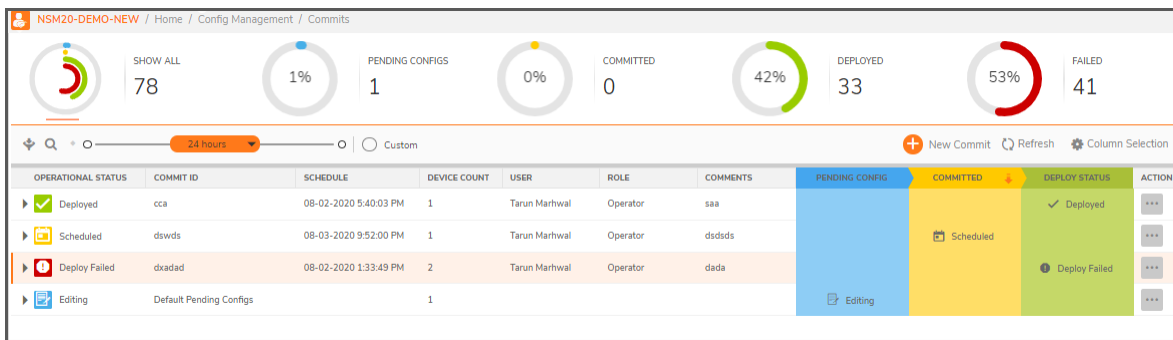 NSM20-DEMO-NEW / Home / Config Management / Commits
SHOW ALL
78
1%
PENDING CONFIGS
1
0%
COMMITTED
0
42%
DEPLOYED
33
53%
FAILED
41
24 hours Custom New Commit Refresh Column Selection
OPERATIONAL STATUS COMMIT ID SCHEDULE DEVICE COUNT USER ROLE COMMENTS PENDING CONFIG COMMITTED DEPLOY STATUS ACTION
Deployed cca 08-02-2020 5:40:03 PM 1 Tarun Marhwal Operator saa Deployed
Scheduled dswds 08-03-2020 9:52:00 PM 1 Tarun Marhwal Operator dsdsds Scheduled
Deploy Failed dxadad 08-02-2020 1:33:49 PM 2 Tarun Marhwal Operator dada Deploy Failed
Editing Default Pending Configs 1 Editing